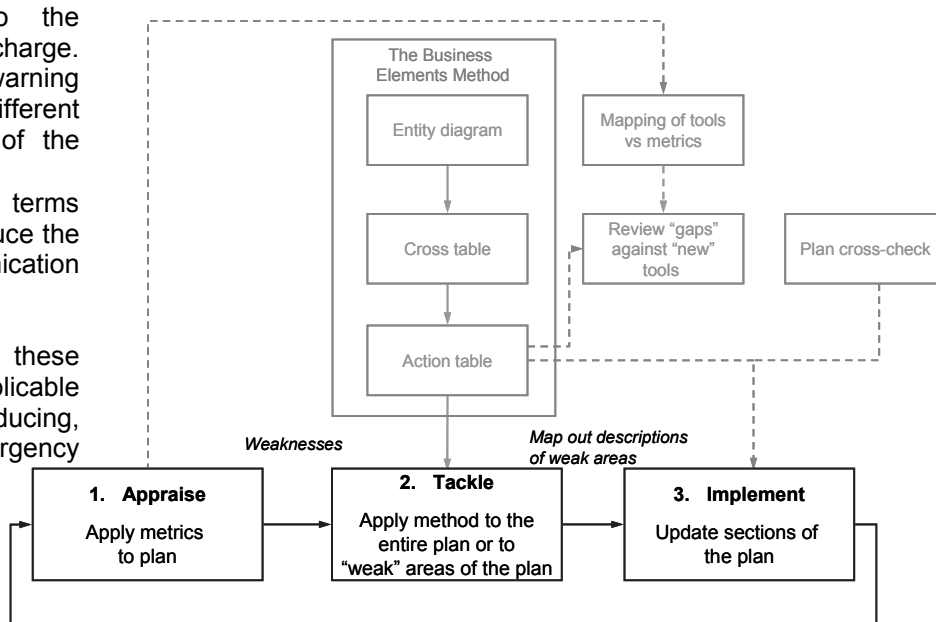 o the
charge.
varning
ifferent
of the
terms
uce the
ication
these
plicable
ducing,
rgency
The Business
Elements Method
Entity diagram
Cross table
Action table
Mapping of tools
vs metrics
Review “gaps”
against “new”
tools
Plan cross-check
Weaknesses
Map out descriptions
of weak areas
1. Appraise
Apply metrics
to plan
2. Tackle
Apply method to the
entire plan or to
“weak” areas of the plan
3. Implement
Update sections of
the plan